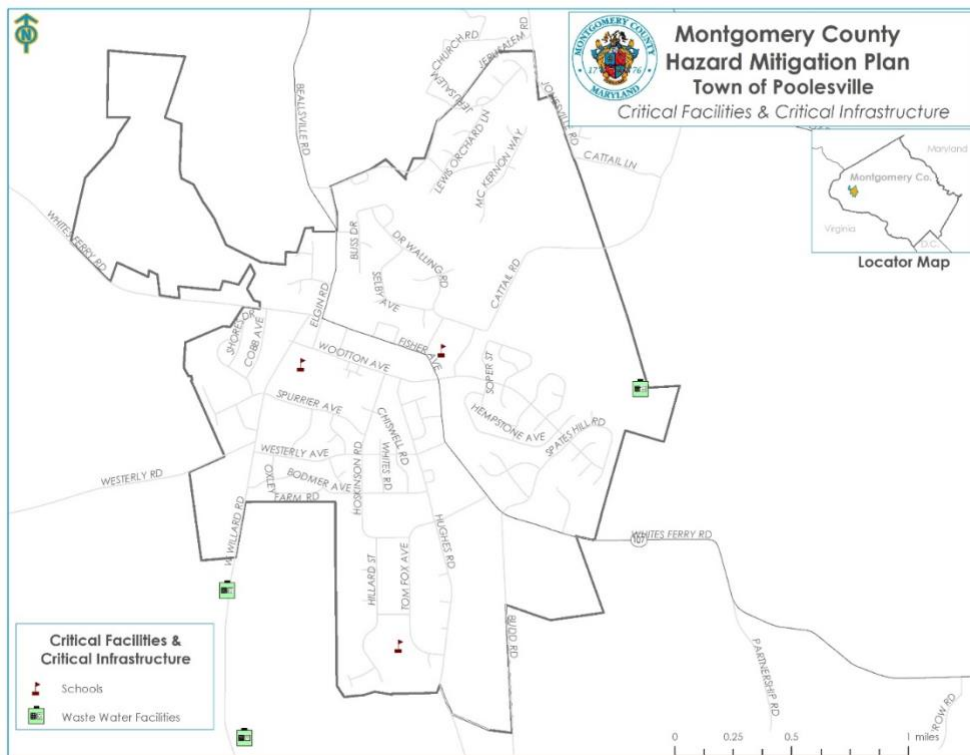 N
Montgomery County
Hazard Mitigation Plan
Town of Poolesville
Critical Facilities & Critical Infrastructure
MONTGOMERY COUNTY
17 76
MARYLAND
Maryland
Montgomery Co.
Virginia
D.C.
Locator Map
CHURCH RD
JERUSALEM RD
JERUSALEM
JONESVILLE RD
BEALLSVILLE RD
LEWIS ORCHARD LN
CATTAIL LN
MC KERNON WAY
WHITES FERRY RD
BLISS DR
DR WALLING RD
SELBY AVE
CATTAIL RD
ELGIN RD
SHORES DR
COBB AVE
FISHER AVE
WOOTTON AVE
SOPER ST
SPURRIER AVE
CHISWELL RD
HEMPSTONE AVE
SPATES HILL RD
WESTERLY AVE
HOSKINSON RD
WHITES RD
WESTERLY RD
OXLEY
BODMER AVE
FARM RD
W WILLARD RD
HUGHES RD
WHITES FERRY RD
107
HILLARD ST
TOM FOX AVE
BUDD RD
PARTNERSHIP RD
Critical Facilities &
Critical Infrastructure
Schools
Waste Water Facilities
0 0.5 1 miles